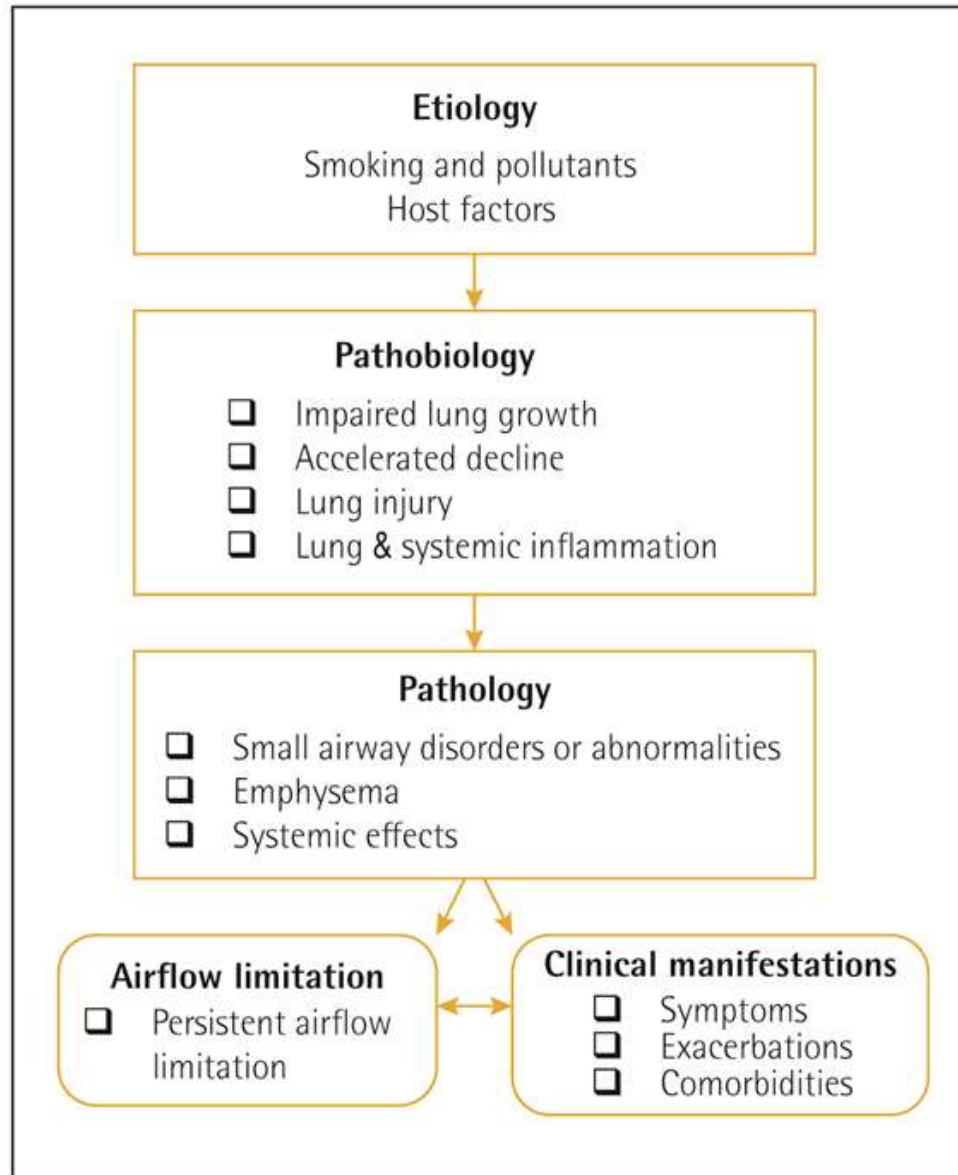 Etiology
Smoking and pollutants
Host factors
Pathobiology
❑ Impaired lung growth
❑ Accelerated decline
❑ Lung injury
❑ Lung & systemic inflammation
Pathology
❑ Small airway disorders or abnormalities
❑ Emphysema
❑ Systemic effects
Airflow limitation
❑ Persistent airflow
limitation
Clinical manifestations
❑ Symptoms
❑ Exacerbations
❑ Comorbidities